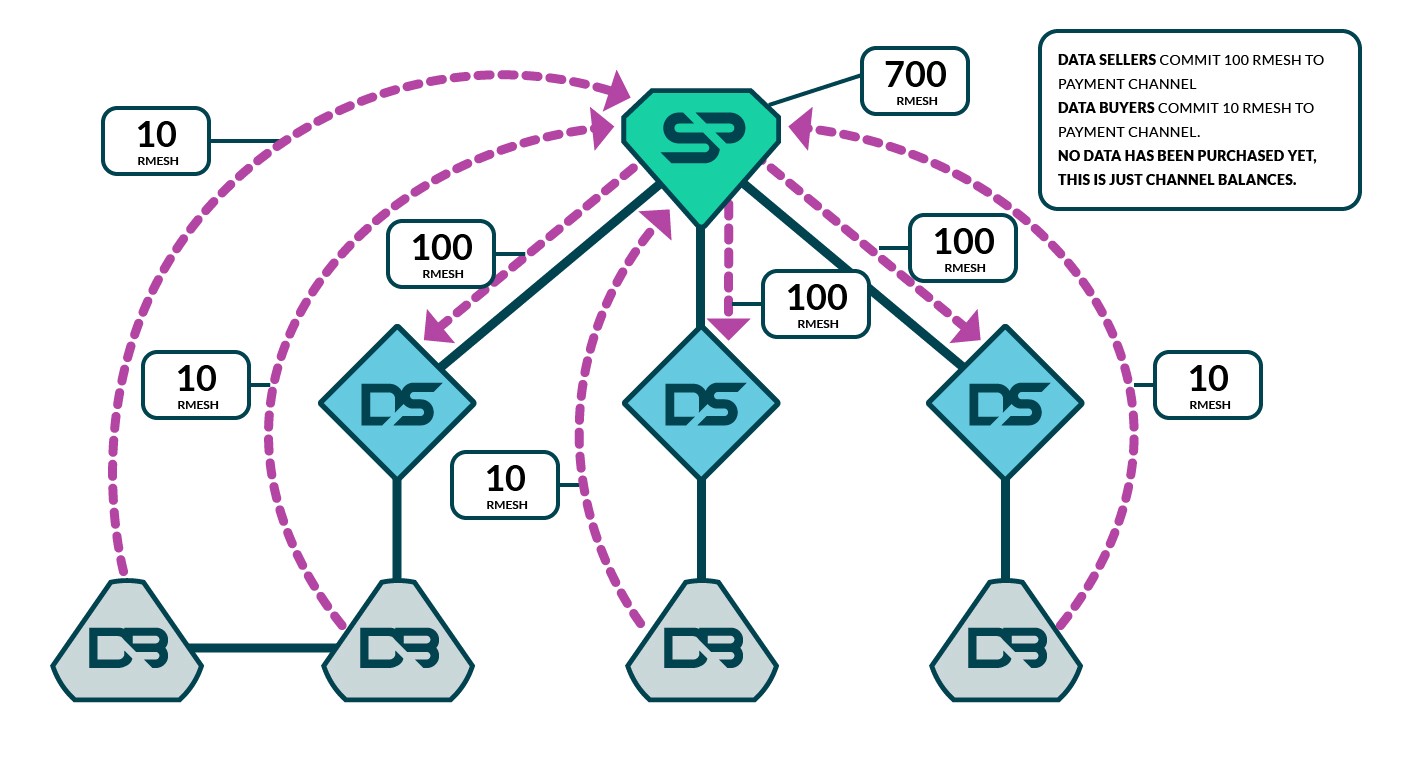 700
RMESH
DATA SELLERS COMMIT 100 RMESH TO
PAYMENT CHANNEL
DATA BUYERS COMMIT 10 RMESH TO
PAYMENT CHANNEL.
NO DATA HAS BEEN PURCHASED YET,
THIS IS JUST CHANNEL BALANCES.
10
RMESH
SP
100
RMESH
100
RMESH
100
RMESH
10
RMESH
10
RMESH
DS
DS
DS
10
RMESH
DB
DB
DB
DB